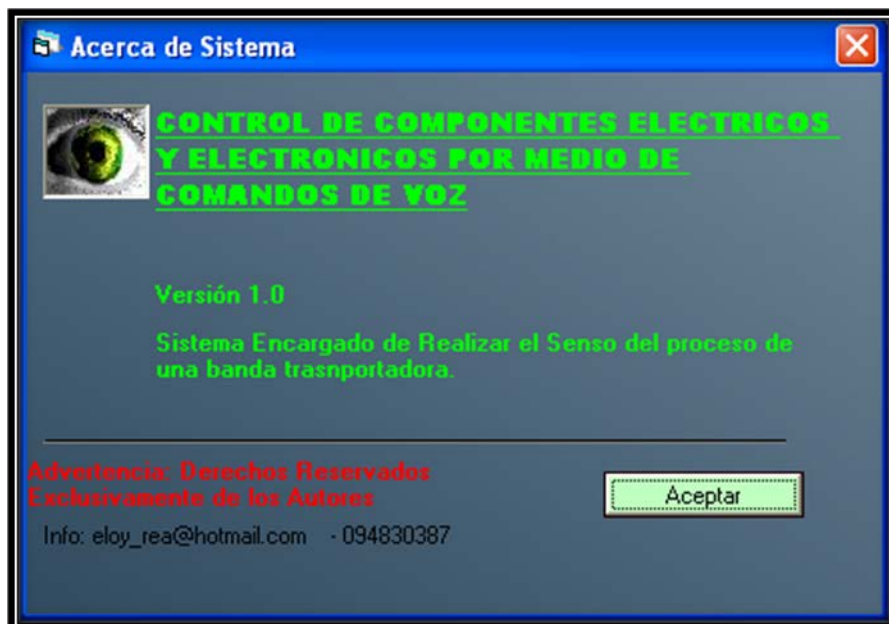 Acerca de Sistema
CONTROL DE COMPONENTES ELECTRICOS
Y ELECTRONICOS POR MEDIO DE
COMANDOS DE VOZ
Versión 1.0
Sistema Encargado de Realizar el Senso del proceso de
una banda trasnportadora.
Advertencia: Derechos Reservados
Exclusivamente de los Autores
Aceptar
Info: eloy_rea@hotmail.com - 094830387